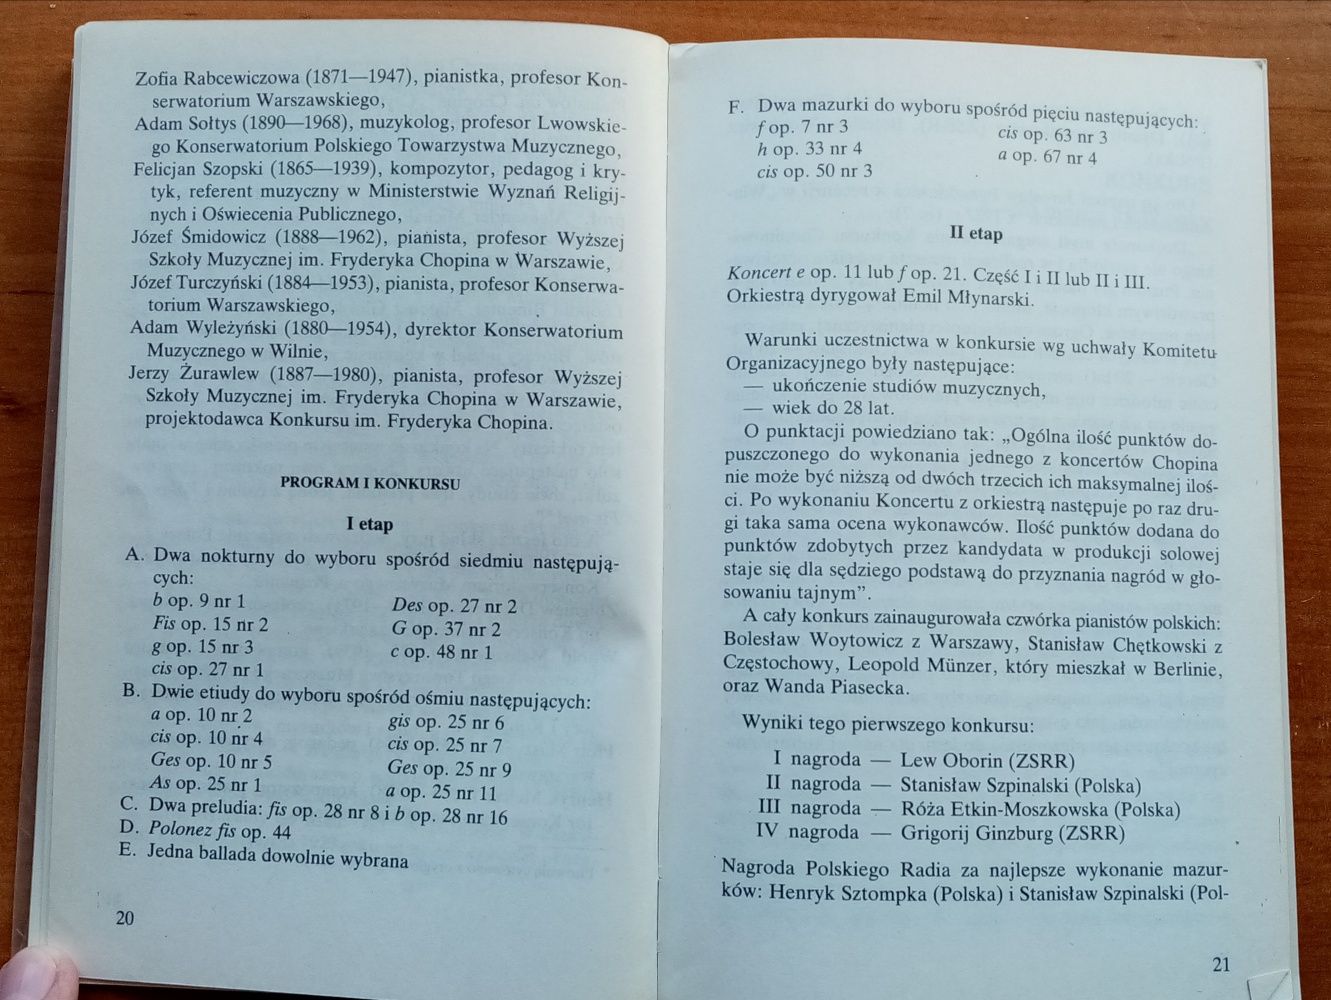 Zofia Rabcewiczowa (1871—1947), pianistka, profesor Kon-
serwatorium Warszawskiego,
Adam Sołtys (1890—1968), muzykolog, profesor Lwowskie-
go Konserwatorium Polskiego Towarzystwa Muzycznego,
Felicjan Szopski (1865—1939), kompozytor, pedagog i kry-
tyk, referent muzyczny w Ministerstwie Wyznań Religij-
nych i Oświecenia Publicznego,
Józef Śmidowicz (1888—1962), pianista, profesor Wyższej
Szkoły Muzycznej im. Fryderyka Chopina w Warszawie,
Józef Turczyński (1884—1953), pianista, profesor Konserwa-
torium Warszawskiego,
Adam Wyleżyński (1880—1954), dyrektor Konserwatorium
Muzycznego w Wilnie,
Jerzy Żurawlew (1887—1980), pianista, profesor Wyższej
Szkoły Muzycznej im. Fryderyka Chopina w Warszawie,
projektodawca Konkursu im. Fryderyka Chopina.
PROGRAM I KONKURSU
I etap
A. Dwa nokturny do wyboru spośród siedmiu następują-
cych:
b op. 9 nr 1 Des op. 27 nr 2
Fis op. 15 nr 2 G op. 37 nr 2
g op. 15 nr 3 c op. 48 nr 1
cis op. 27 nr 1
B. Dwie etiudy do wyboru spośród ośmiu następujących:
a op. 10 nr 2 gis op. 25 nr 6
cis op. 10 nr 4 cis op. 25 nr 7
Ges op. 10 nr 5 Ges op. 25 nr 9
As op. 25 nr 1 a op. 25 nr 11
C. Dwa preludia: fis op. 28 nr 8 i b op. 28 nr 16
D. Polonez fis op. 44
E. Jedna ballada dowolnie wybrana
20
F. Dwa mazurki do wyboru spośród pięciu następujących:
f op. 7 nr 3 cis op. 63 nr 3
h op. 33 nr 4 a op. 67 nr 4
cis op. 50 nr 3
II etap
Koncert e op. 11 lub f op. 21. Część I i II lub II i III.
Orkiestrą dyrygował Emil Młynarski.
Warunki uczestnictwa w konkursie wg uchwały Komitetu
Organizacyjnego były następujące:
— ukończenie studiów muzycznych,
— wiek do 28 lat.
O punktacji powiedziano tak: „Ogólna ilość punktów do-
puszczonego do wykonania jednego z koncertów Chopina
nie może być niższą od dwóch trzecich ich maksymalnej iloś-
ci. Po wykonaniu Koncertu z orkiestrą następuje po raz dru-
gi taka sama ocena wykonawców. Ilość punktów dodana do
punktów zdobytych przez kandydata w produkcji solowej
staje się dla sędziego podstawą do przyznania nagród w gło-
sowaniu tajnym”.
A cały konkurs zainaugurowała czwórka pianistów polskich:
Bolesław Woytowicz z Warszawy, Stanisław Chętkowski z
Częstochowy, Leopold Münzer, który mieszkał w Berlinie,
oraz Wanda Piasecka.
Wyniki tego pierwszego konkursu:
I nagroda — Lew Oborin (ZSRR)
II nagroda — Stanisław Szpinalski (Polska)
III nagroda — Róża Etkin-Moszkowska (Polska)
IV nagroda — Grigorij Ginzburg (ZSRR)
Nagroda Polskiego Radia za najlepsze wykonanie mazur-
ków: Henryk Sztompka (Polska) i Stanisław Szpinalski (Pol-
21